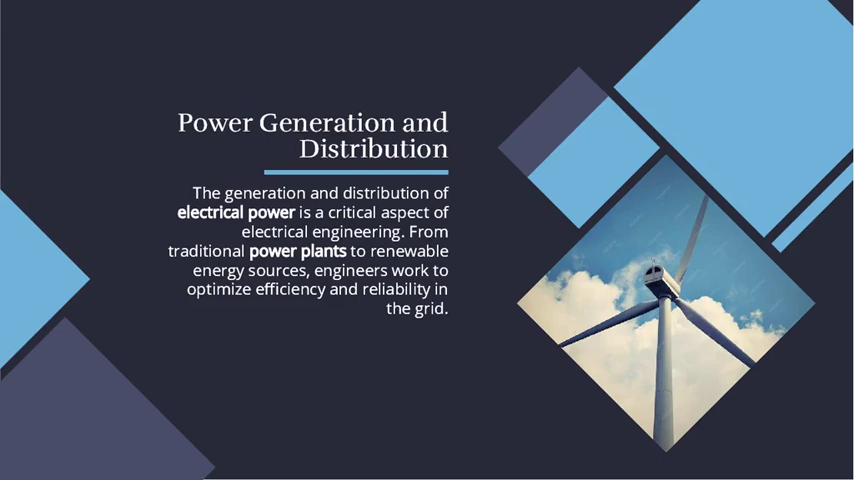 Power Generation and
Distribution
The generation and distribution of
electrical power is a critical aspect of
electrical engineering. From
traditional power plants to renewable
energy sources, engineers work to
optimize efficiency and reliability in
the grid.